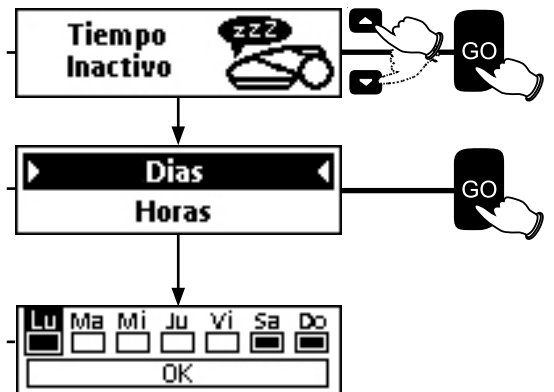 Tiempo
Inactivo
zzz
GO
Dias
Horas
GO
Lu Ma Mi Ju Vi Sa Do
OK